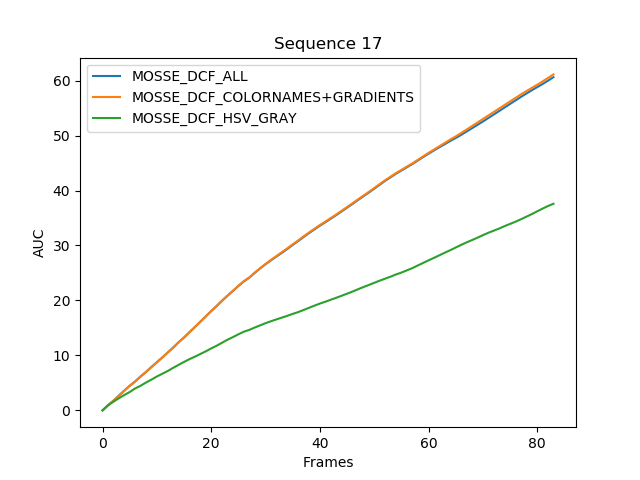 Sequence 17
MOSSE_DCF_ALL
MOSSE_DCF_COLORNAMES+GRADIENTS
MOSSE_DCF_HSV_GRAY
60
50
40
30
20
10
0
AUC
0 20 40 60 80
Frames